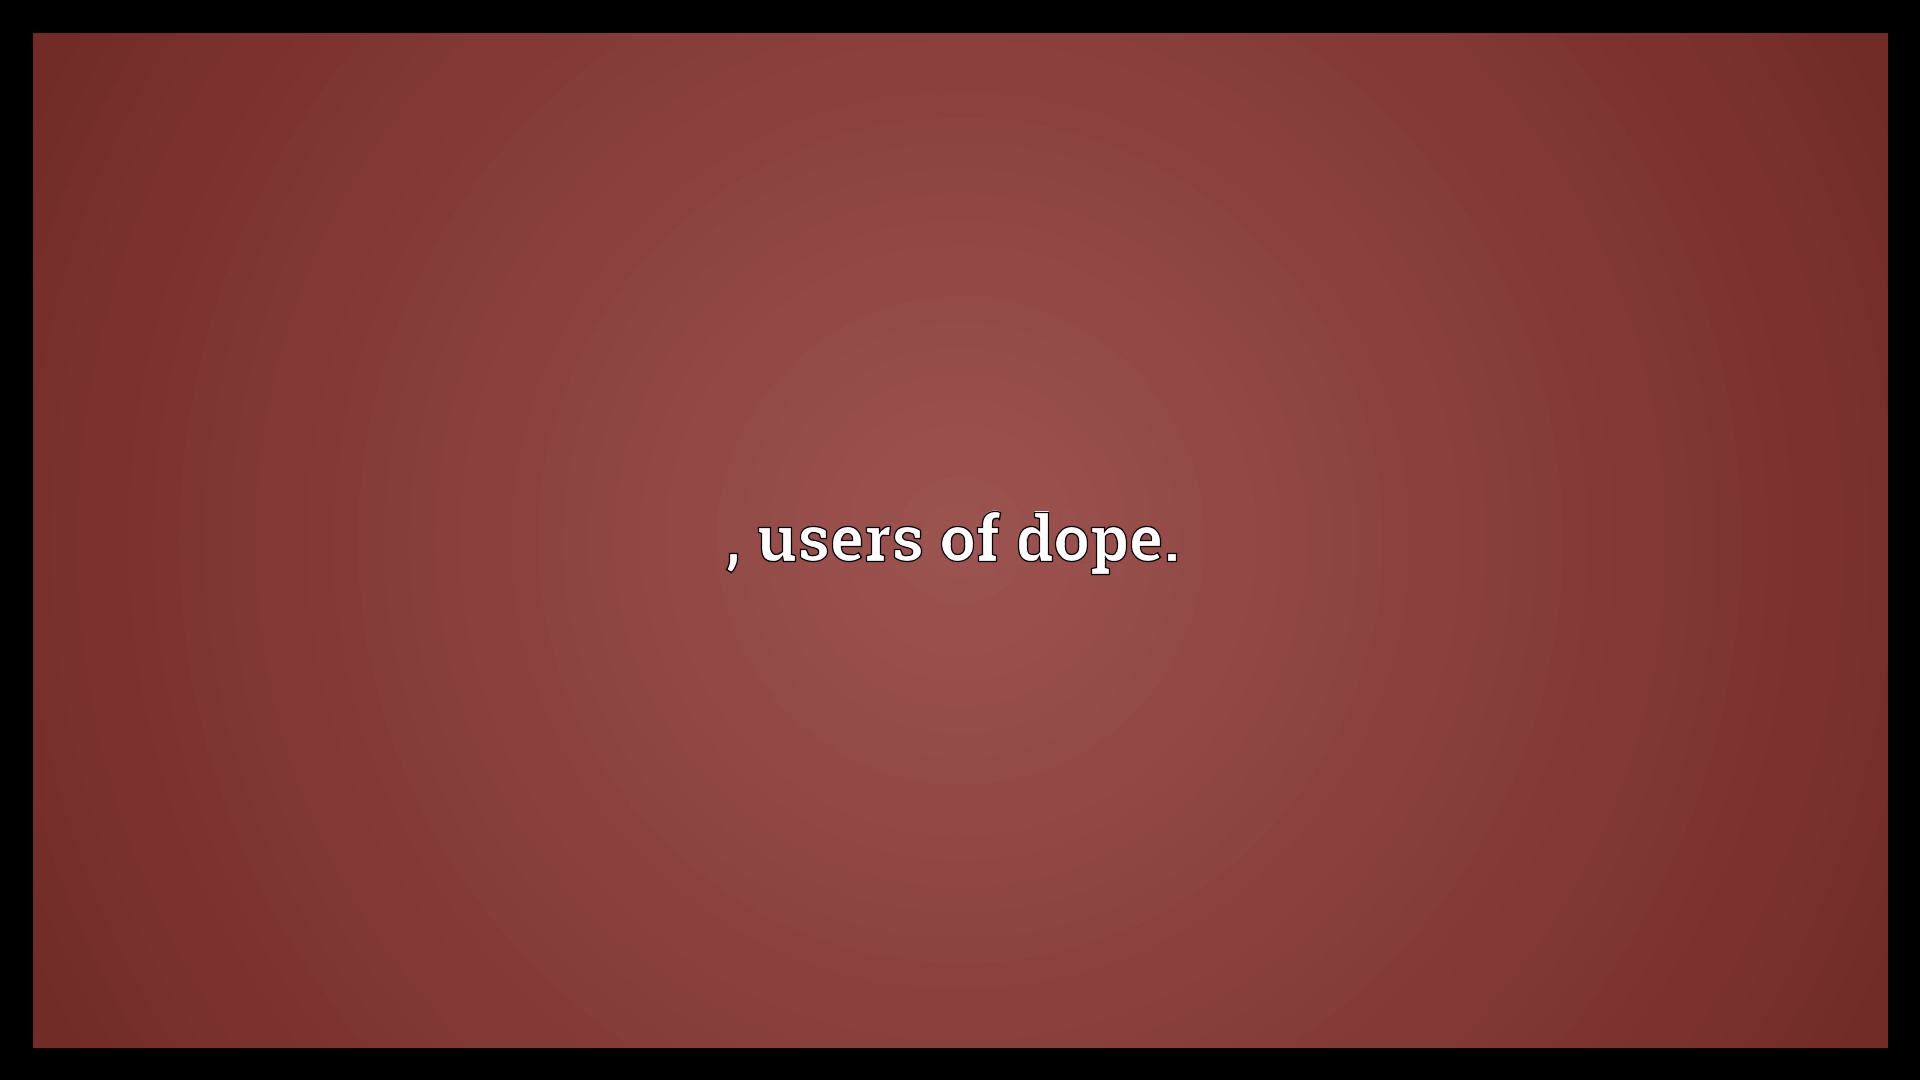 , users of dope.